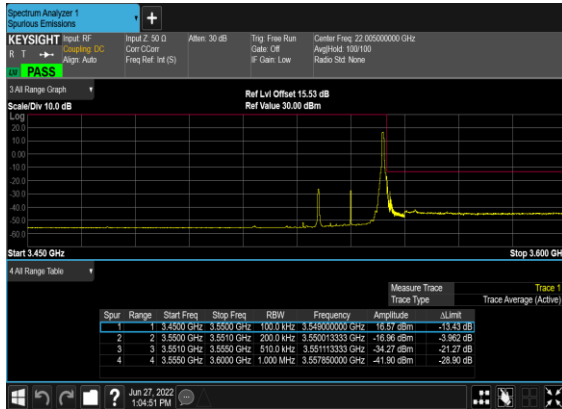 Spectrum Analyzer 1
Spurious Emissions
KEYSIGHT Input: RF Input Z: 50 Ω Atten: 30 dB Trig: Free Run Center Freq: 22.005000000 GHz
R T Coupling: DC Corr CCorr Gate: Off Avg|Hold: 100/100
Align: Auto Freq Ref: Int (S) IF Gain: Low Radio Std: None
PASS
3 All Range Graph
Ref Lvl Offset 15.53 dB
Scale/Div 10.0 dB Ref Value 30.00 dBm
Log
20.0
10.0
0.00
-10.0
-20.0
-30.0
-40.0
-50.0
-60.0
Start 3.450 GHz Stop 3.600 GH
4 All Range Table
Measure Trace Trace 1
Trace Type Trace Average (Active)
Spur Range Start Freq Stop Freq RBW Frequency Amplitude ΔLimit
1 1 3.4500 GHz 3.5500 GHz 100.0 kHz 3.549000000 GHz 16.57 dBm -13.43 dB
2 2 3.5500 GHz 3.5510 GHz 200.0 kHz 3.550013333 GHz -16.96 dBm -3.962 dB
3 3 3.5510 GHz 3.5550 GHz 510.0 kHz 3.551113333 GHz -34.27 dBm -21.27 dB
4 4 3.5550 GHz 3.6000 GHz 1.000 MHz 3.557850000 GHz -41.90 dBm -28.90 dB
Jun 27, 2022
1:04:51 PM